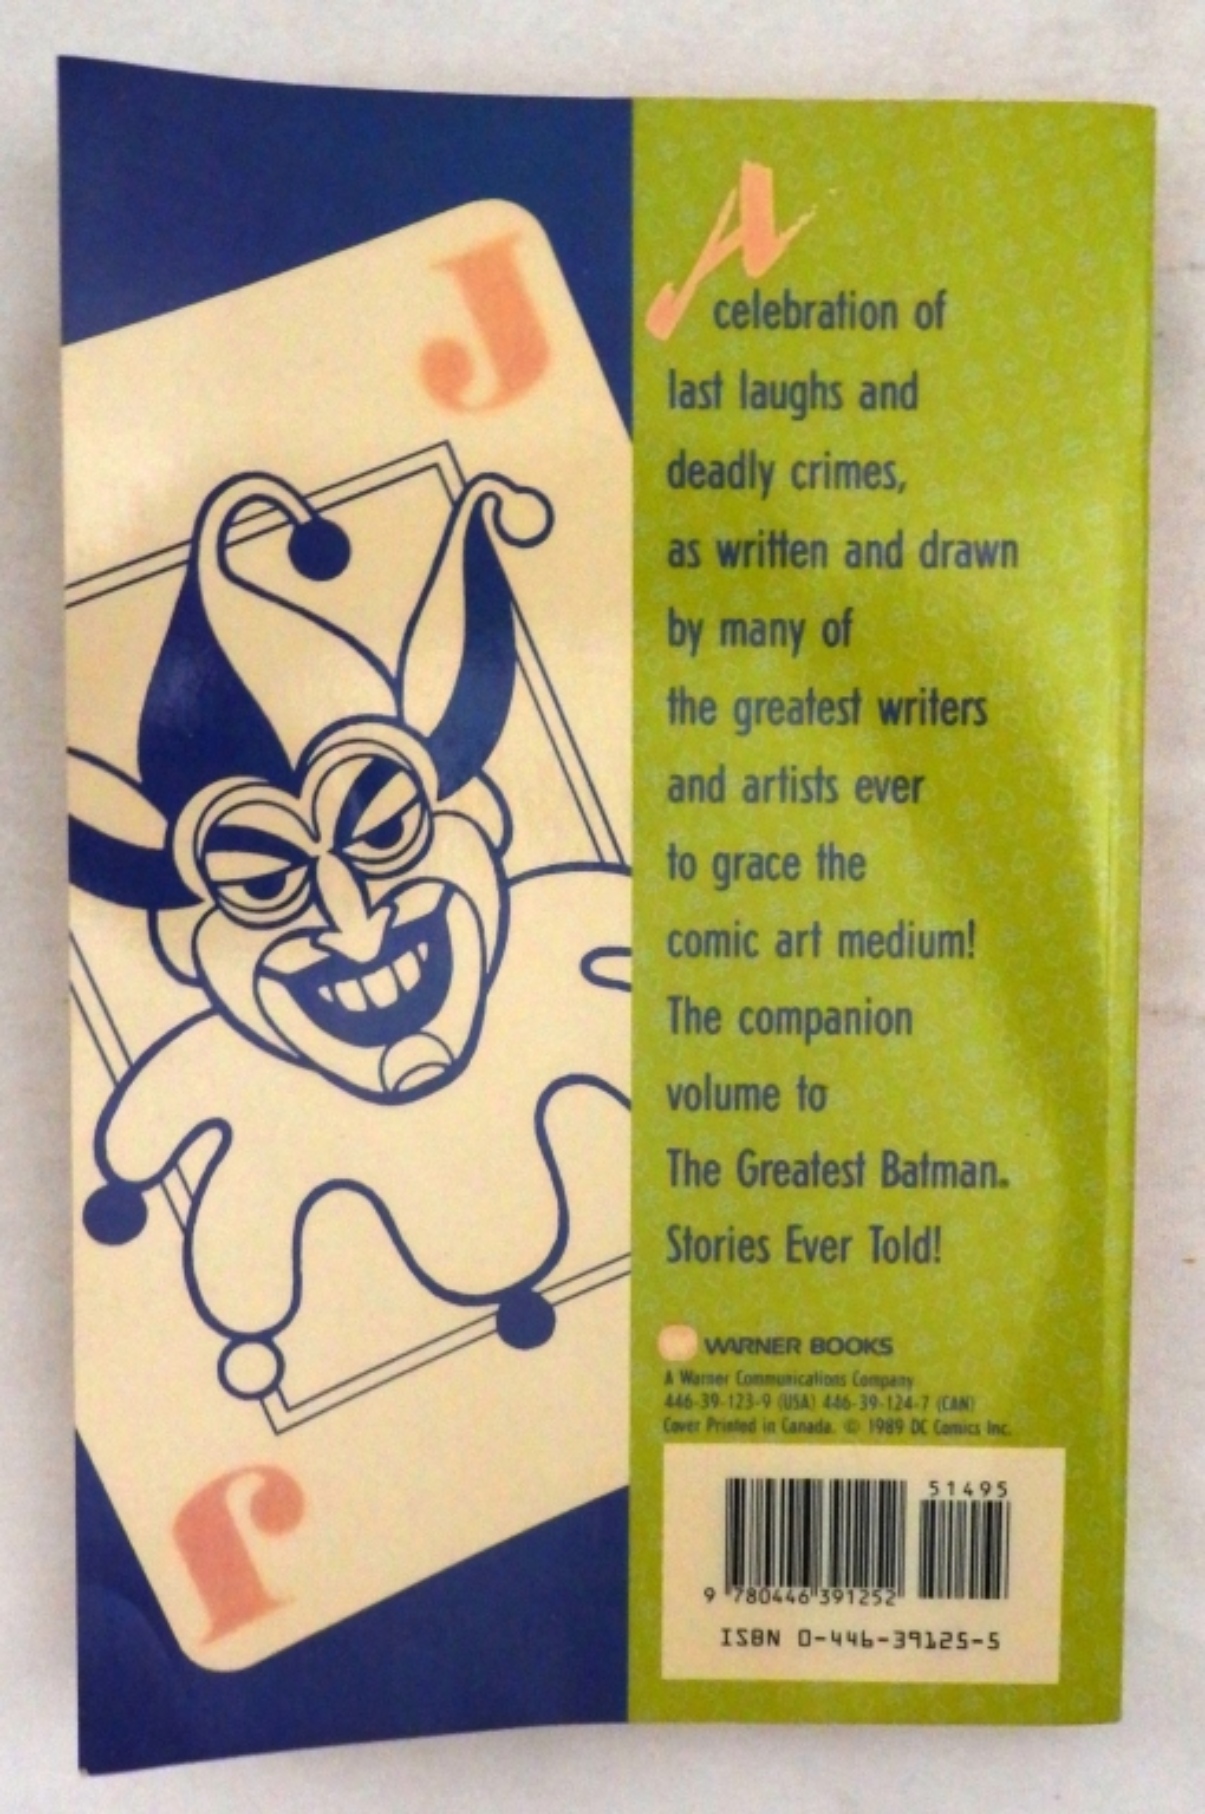 J
A
celebration of
last laughs and
deadly crimes,
as written and drawn
by many of
the greatest writers
and artists ever
to grace the
comic art medium!
The companion
volume to
The Greatest Batman®
Stories Ever Told!
WARNER BOOKS
A Warner Communications Company
446-39-123-9 (USA) 446-39-124-7 (CAN)
Cover Printed in Canada. © 1989 DC Comics Inc.
51495
9 780446 391252
ISBN 0-446-39125-5
J